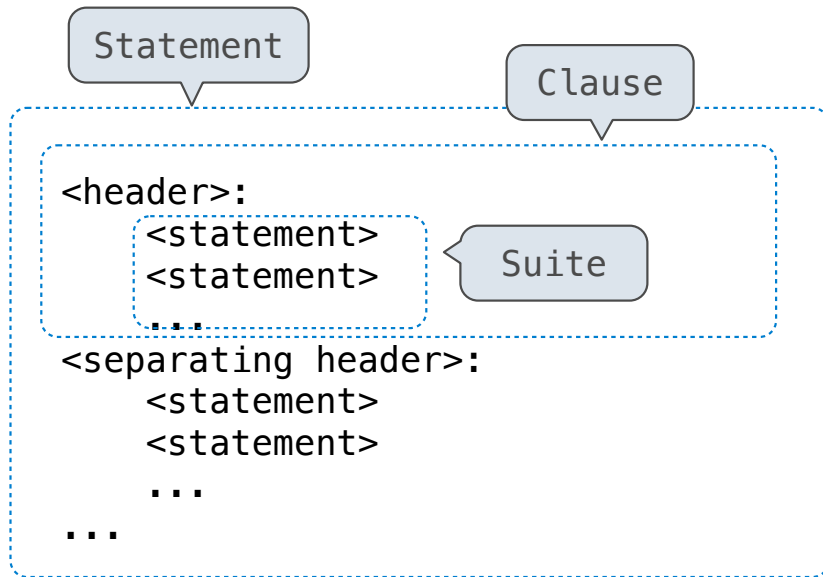 Statement
Clause
<header>:
    <statement>
    <statement>
    ...
Suite
<separating header>:
    <statement>
    <statement>
    ...
...